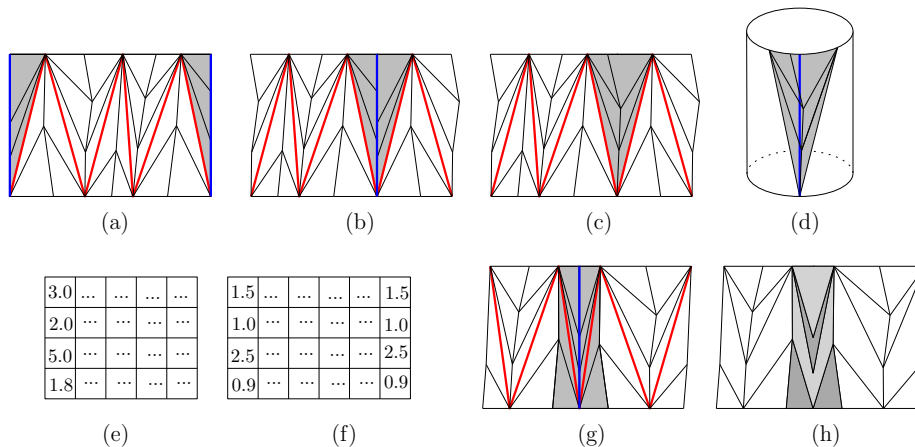 (a) (b) (c) (d)
3.0 ... ... ... ...
2.0 ... ... ... ...
5.0 ... ... ... ...
1.8 ... ... ... ...
1.5 ... ... ... ... 1.5
1.0 ... ... ... ... 1.0
2.5 ... ... ... ... 2.5
0.9 ... ... ... ... 0.9
(e) (f) (g) (h)